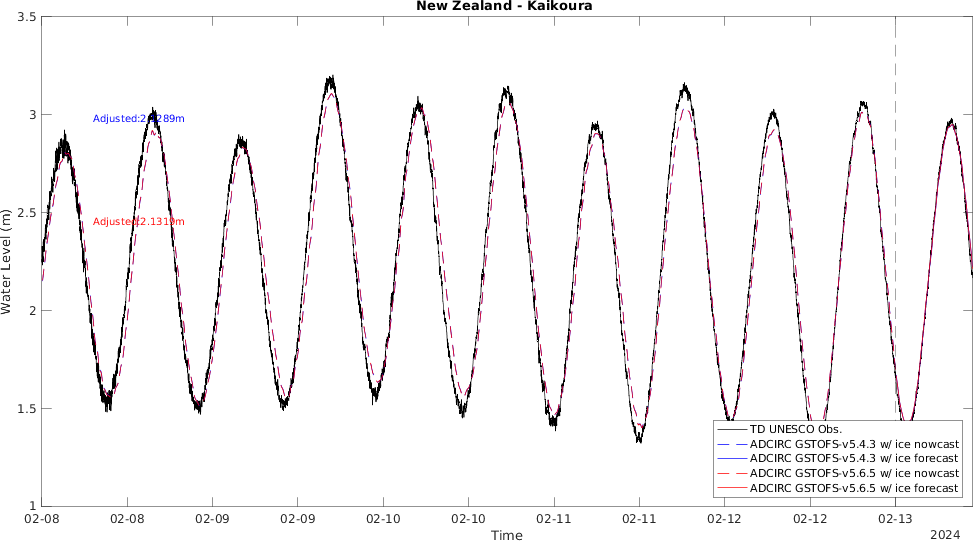 New Zealand - Kaikoura
3.5
3
2.5
2
1.5
1
Water Level (m)
Adjusted:2.1319m
TD UNESCO Obs.
ADCIRC GSTOFS-v5.4.3 w/ ice nowcast
ADCIRC GSTOFS-v5.4.3 w/ ice forecast
ADCIRC GSTOFS-v5.6.5 w/ ice nowcast
ADCIRC GSTOFS-v5.6.5 w/ ice forecast
02-08
02-08
02-09
02-09
02-10
02-10
02-11
02-11
02-12
02-12
02-13
Time
2024